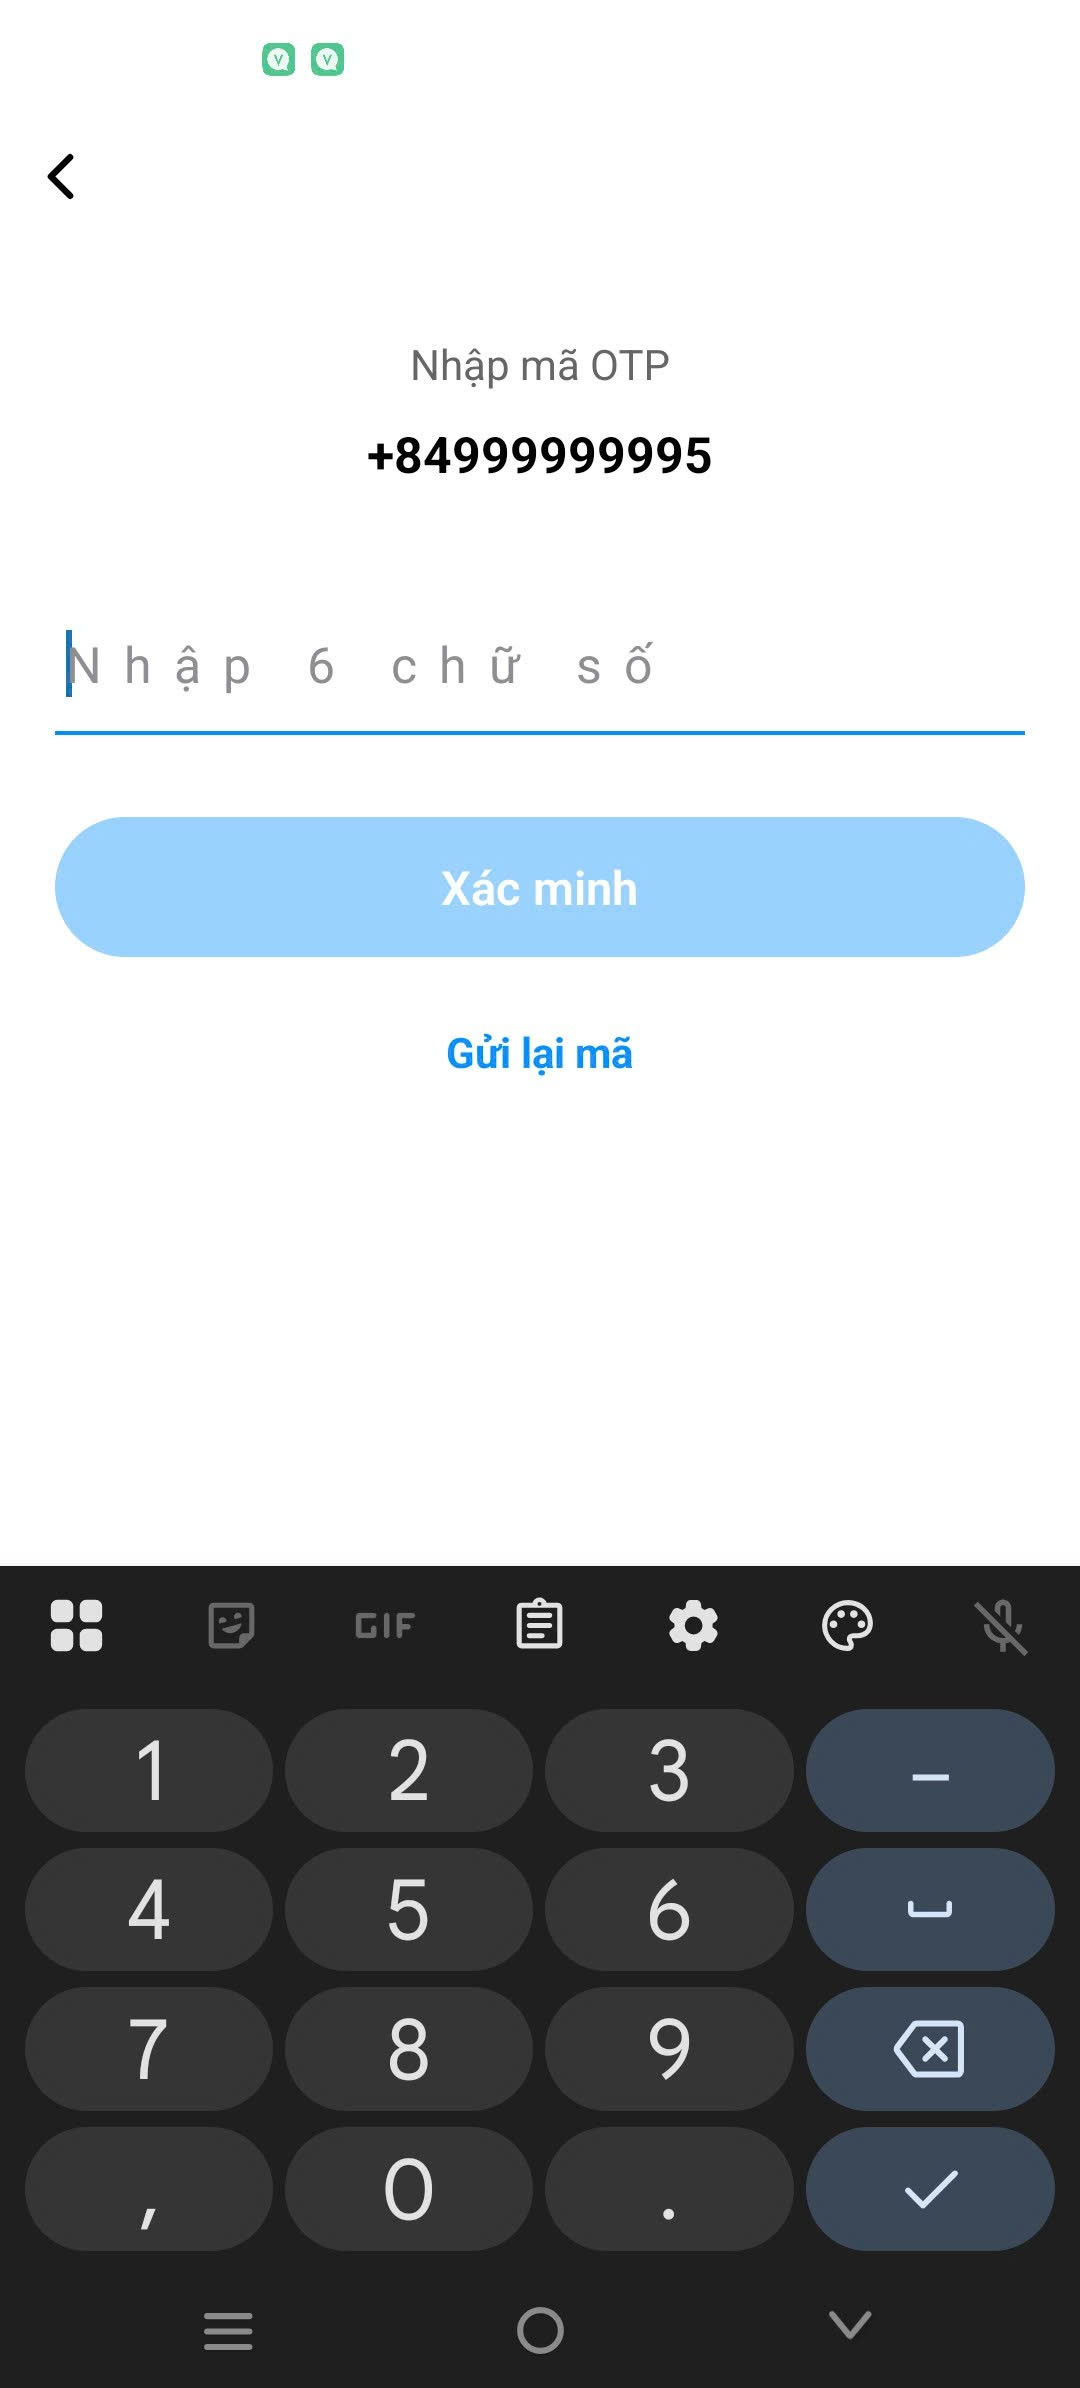 Nhập mã OTP
+84999999995
Nhập 6 chữ số
Xác minh
Gửi lại mã
GIF
1 2 3 –
4 5 6
7 8 9
, 0 .